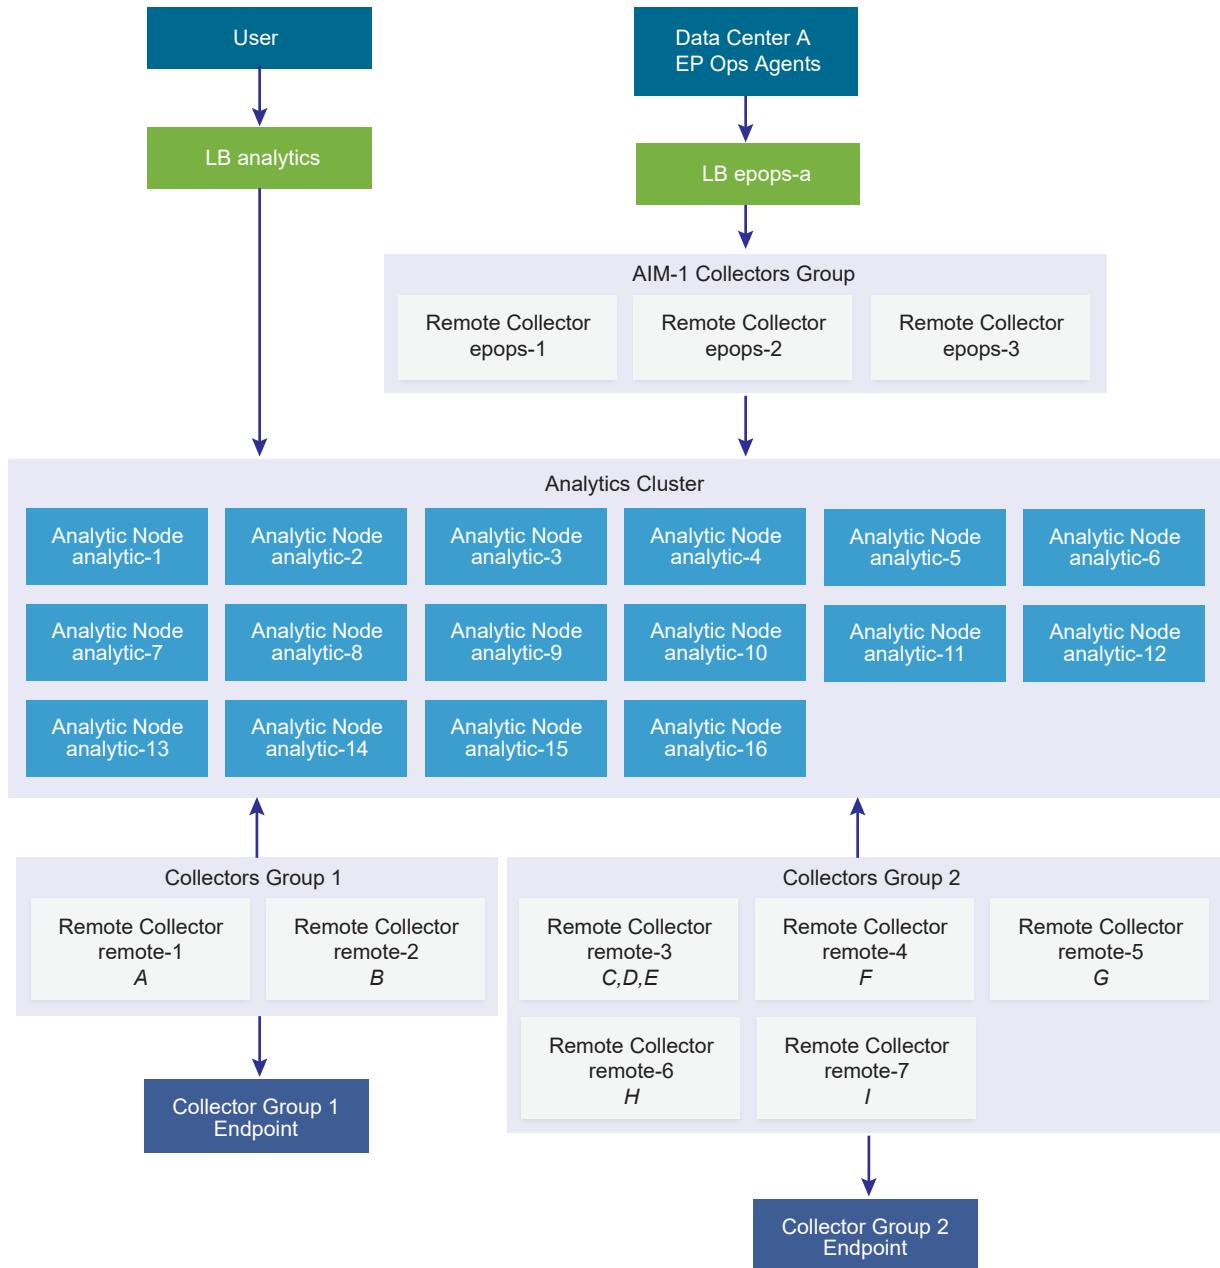 User
Data Center A
EP Ops Agents
LB analytics
LB epops-a
AIM-1 Collectors Group
Remote Collector
epops-1
Remote Collector
epops-2
Remote Collector
epops-3
Analytics Cluster
Analytic Node
analytic-1
Analytic Node
analytic-2
Analytic Node
analytic-3
Analytic Node
analytic-4
Analytic Node
analytic-5
Analytic Node
analytic-6
Analytic Node
analytic-7
Analytic Node
analytic-8
Analytic Node
analytic-9
Analytic Node
analytic-10
Analytic Node
analytic-11
Analytic Node
analytic-12
Analytic Node
analytic-13
Analytic Node
analytic-14
Analytic Node
analytic-15
Analytic Node
analytic-16
Collectors Group 1
Remote Collector
remote-1
A
Remote Collector
remote-2
B
Collector Group 1
Endpoint
Collectors Group 2
Remote Collector
remote-3
C,D,E
Remote Collector
remote-4
F
Remote Collector
remote-5
G
Remote Collector
remote-6
H
Remote Collector
remote-7
I
Collector Group 2
Endpoint